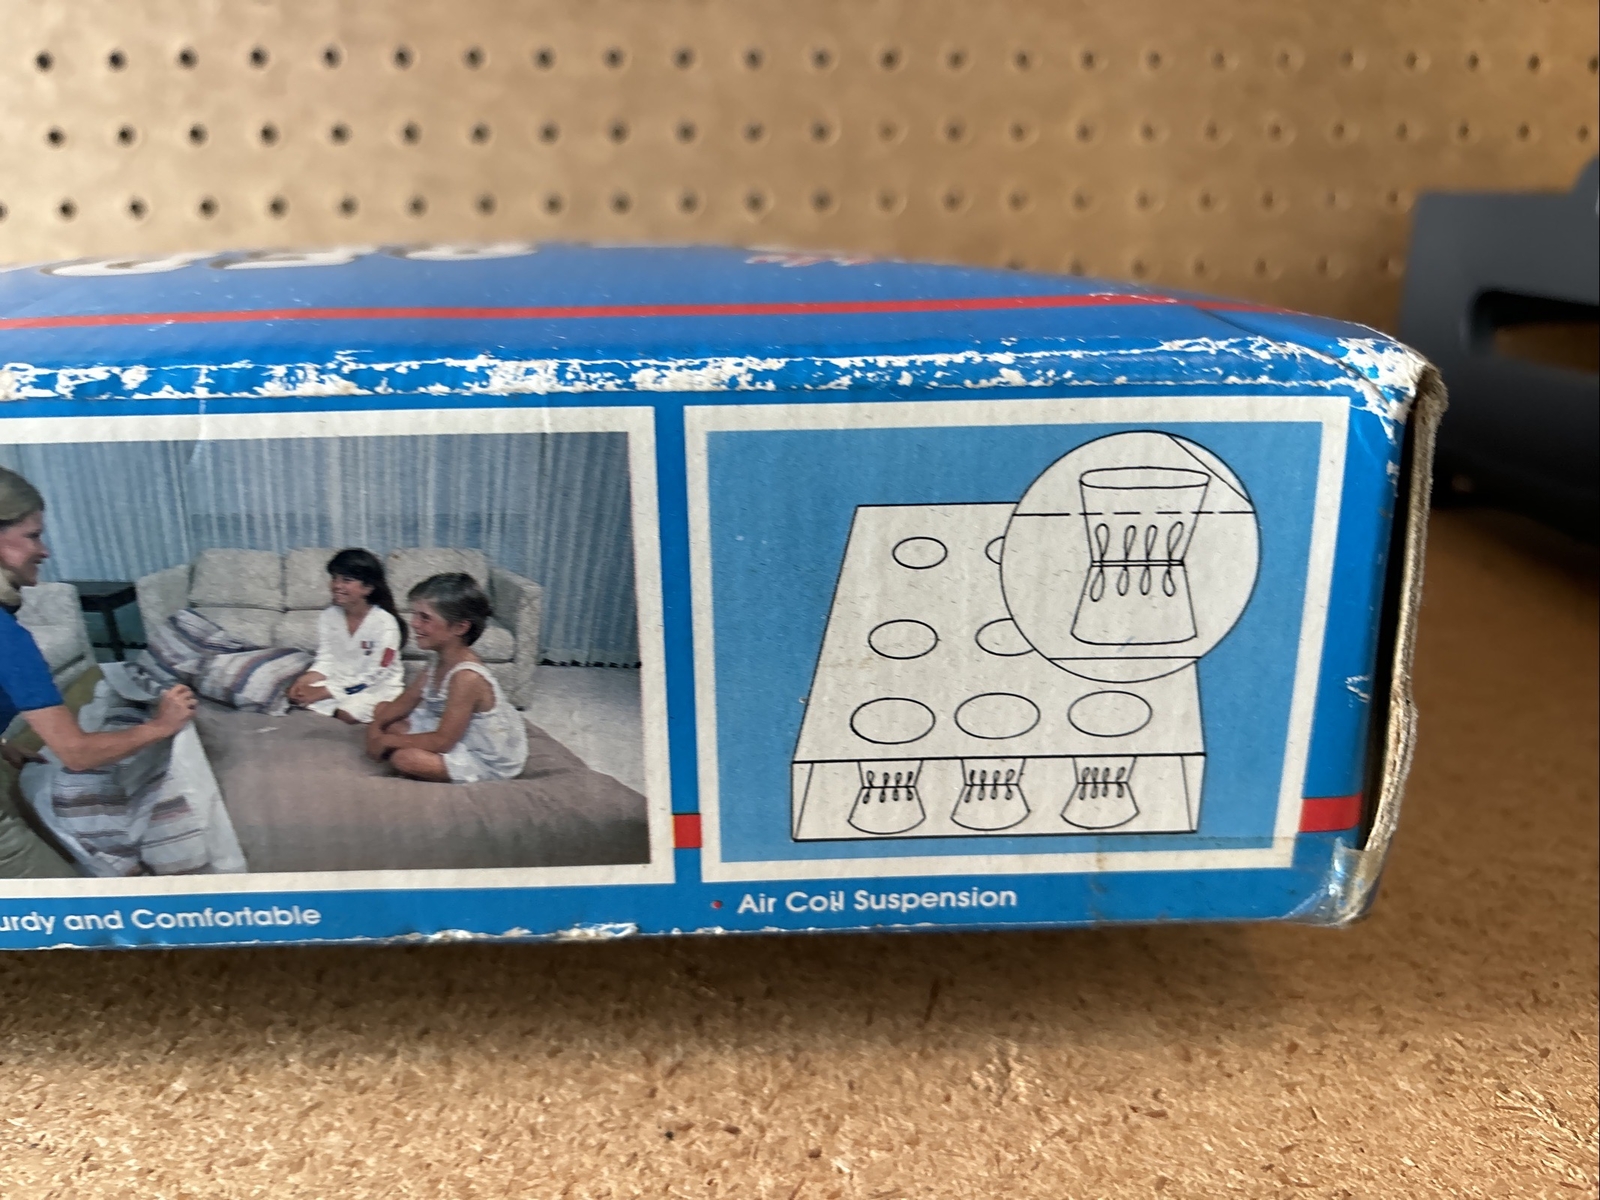 urdy and Comfortable
• Air Coil Suspension